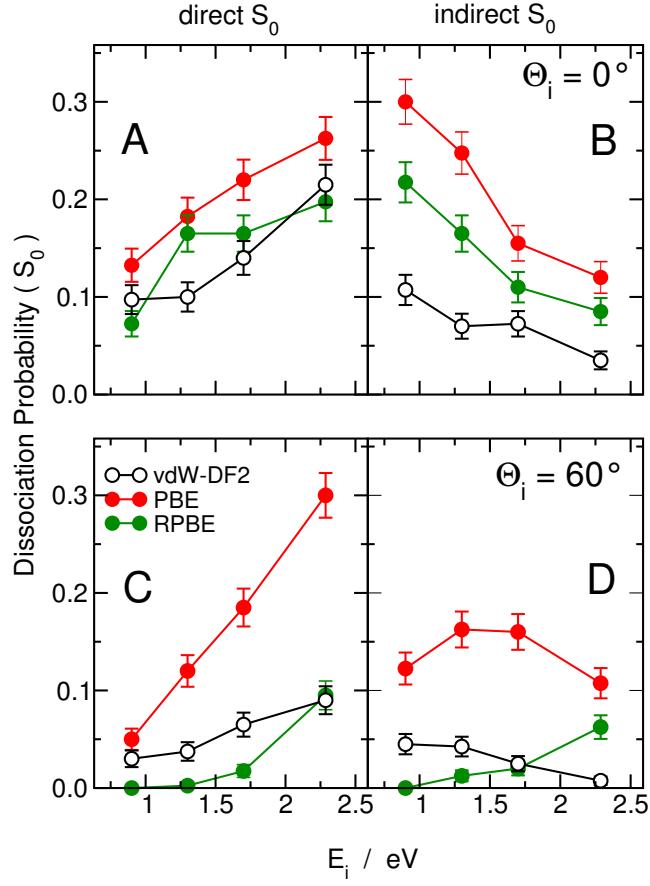 direct S₀ indirect S₀
Θᵢ = 0°
A B
0.3
0.2
0.1
0.0
Dissociation Probability ( S₀ )
vdW-DF2
PBE
RPBE
Θᵢ = 60°
C D
0.3
0.2
0.1
0.0
1 1.5 2 2.5 1 1.5 2 2.5
Eᵢ / eV